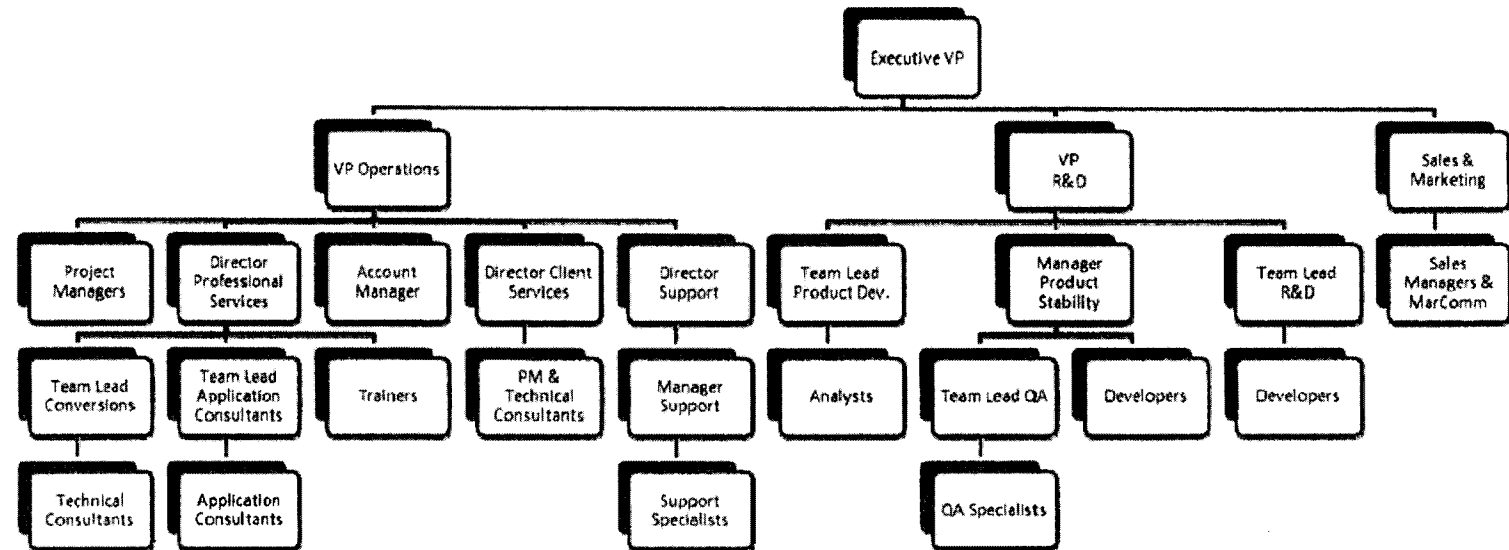 Executive VP
VP Operations
VP
R&D
Sales &
Marketing
Project
Managers
Director
Professional
Services
Account
Manager
Director Client
Services
Director
Support
Team Lead
Product Dev.
Manager
Product
Stability
Team Lead
R&D
Sales
Managers &
MarComm
Team Lead
Conversions
Team Lead
Application
Consultants
Trainers
PM &
Technical
Consultants
Manager
Support
Analysts
Team Lead QA
Developers
Developers
Technical
Consultants
Application
Consultants
Support
Specialists
QA Specialists